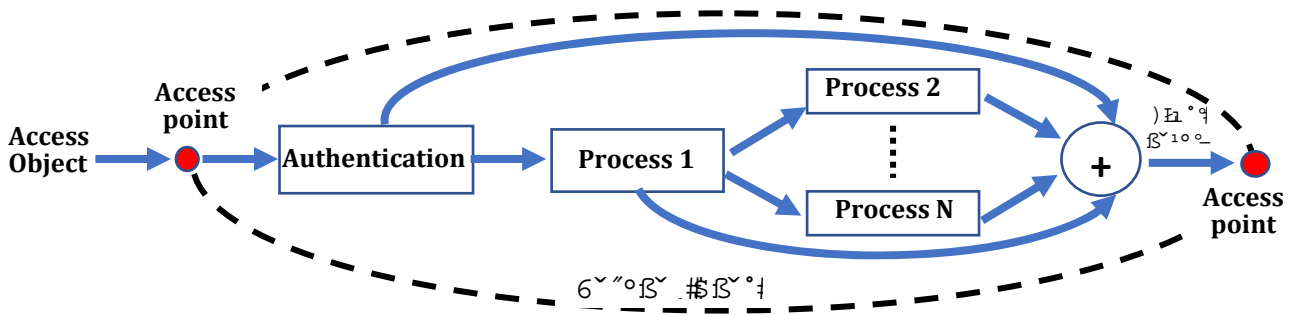 Access
Object
Access
point
Authentication
Process 1
Process 2
Process N
+
Access
point